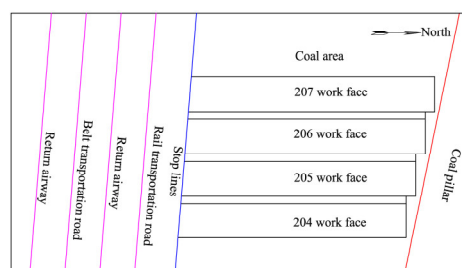 North
Coal area
207 work face
206 work face
205 work face
204 work face
Return airway
Belt transportation road
Return airway
Rail transportation road
Stop lines
Coal pillar